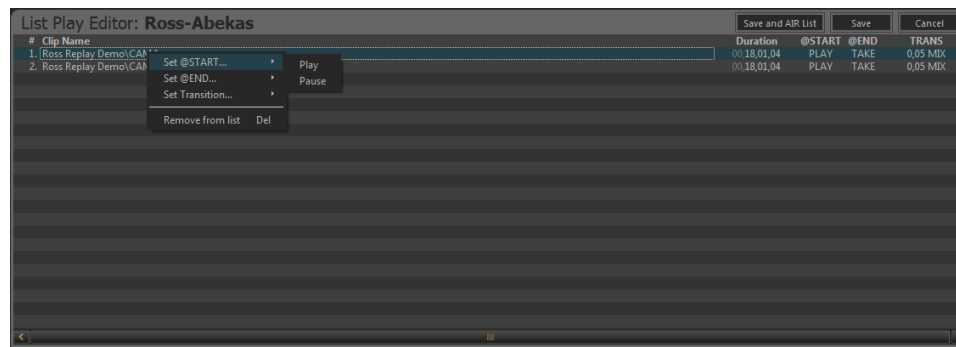 List Play Editor: Ross-Abekas Save and AIR List Save Cancel
# Clip Name Duration @START @END TRANS
1. Ross Replay Demo\CAM 00,18,01,04 PLAY TAKE 0,05 MIX
2. Ross Replay Demo\CAM 00,18,01,04 PLAY TAKE 0,05 MIX
Set @START... Play
Set @END... Pause
Set Transition...
Remove from list Del